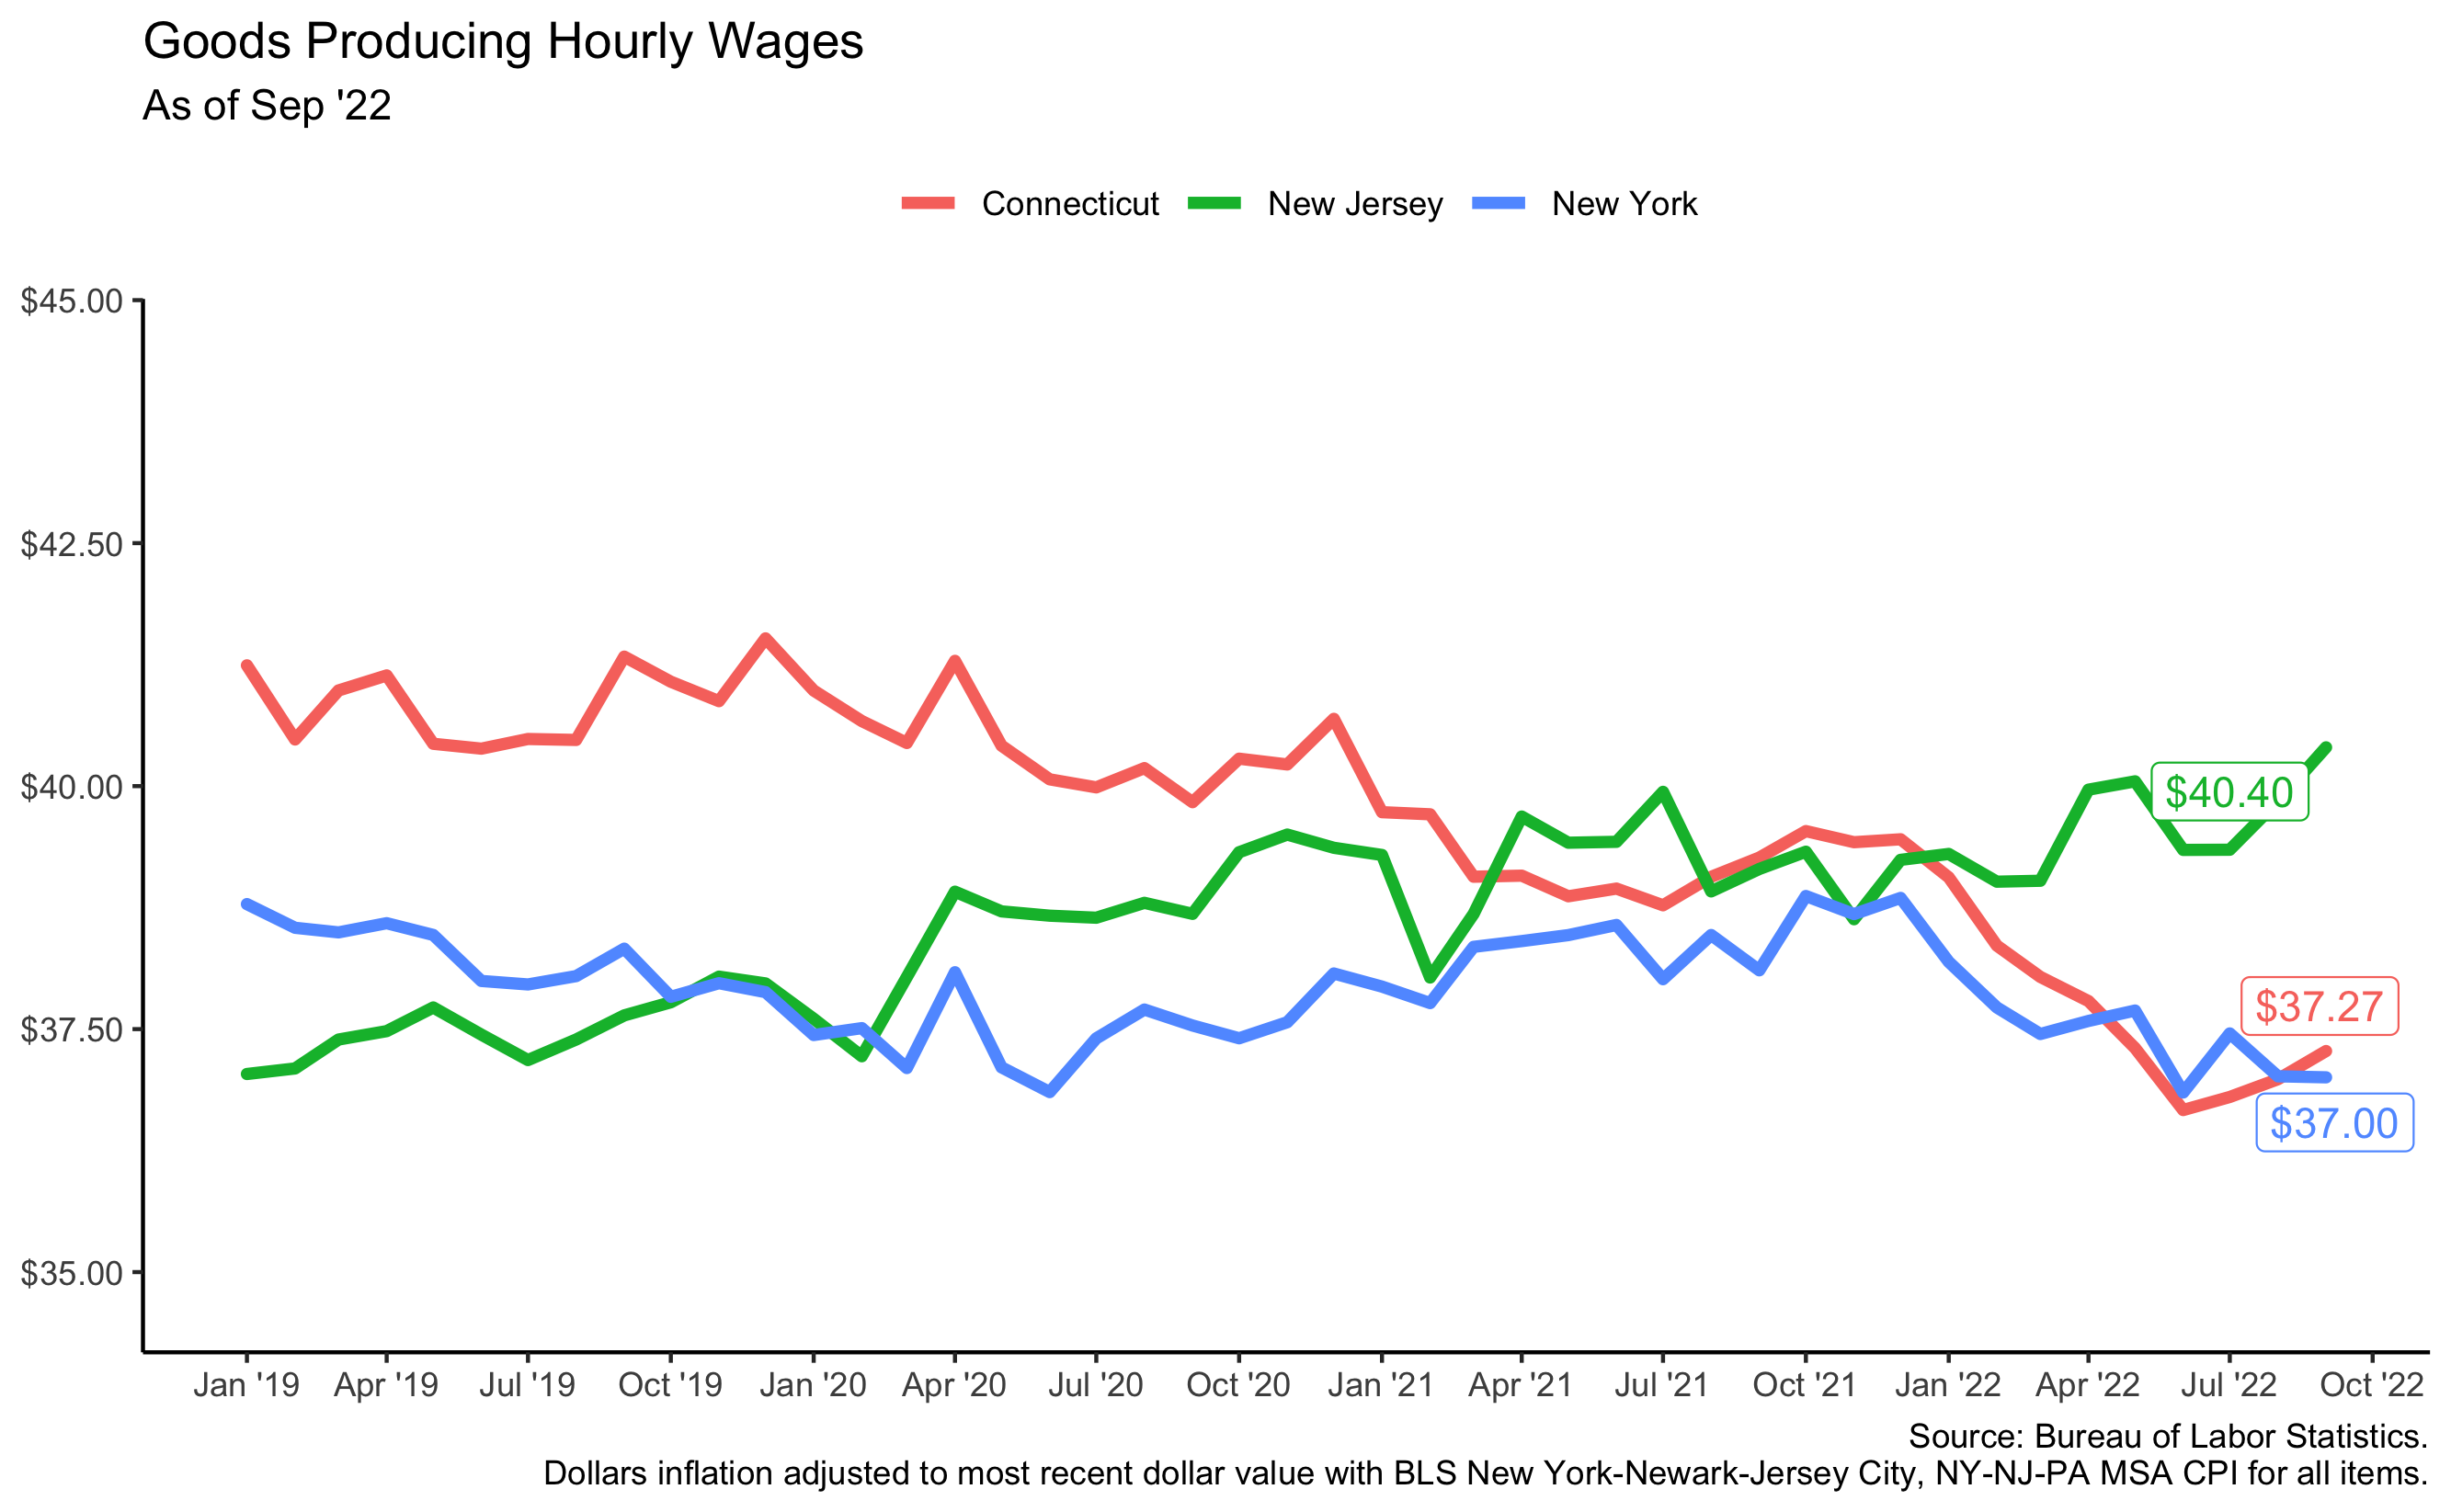 Goods Producing Hourly Wages
As of Sep '22
Connecticut New Jersey New York
$45.00
$42.50
$40.00
$37.50
$35.00
$40.40
$37.27
$37.00
Jan '19 Apr '19 Jul '19 Oct '19 Jan '20 Apr '20 Jul '20 Oct '20 Jan '21 Apr '21 Jul '21 Oct '21 Jan '22 Apr '22 Jul '22 Oct '22
Source: Bureau of Labor Statistics.
Dollars inflation adjusted to most recent dollar value with BLS New York-Newark-Jersey City, NY-NJ-PA MSA CPI for all items.